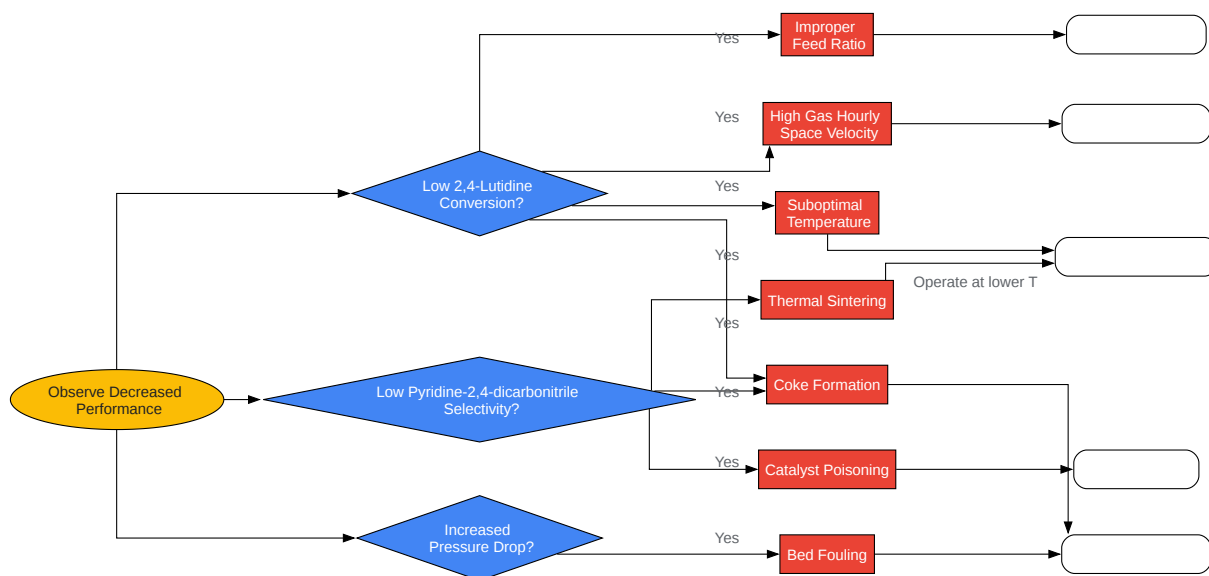 Improper
Feed Ratio
Yes
High Gas Hourly
Space Velocity
Yes
Low 2,4-Lutidine
Conversion?
Yes
Suboptimal
Temperature
Yes
Operate at lower T
Thermal Sintering
Yes
Observe Decreased
Performance
Low Pyridine-2,4-dicarbonitrile
Selectivity?
Yes
Coke Formation
Yes
Catalyst Poisoning
Increased
Pressure Drop?
Yes
Bed Fouling